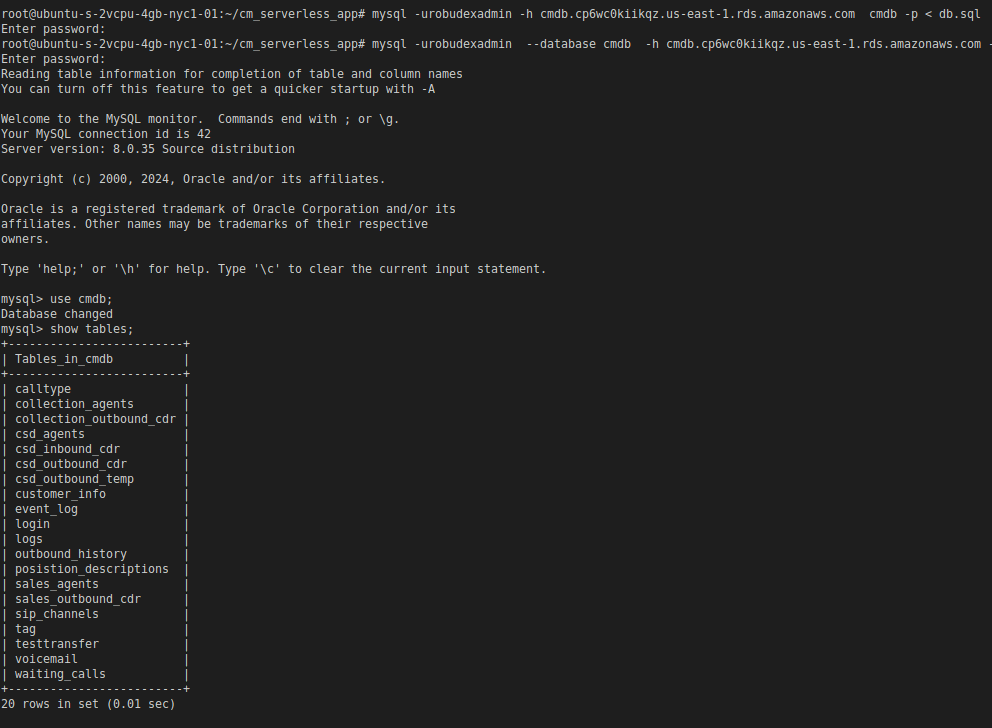 root@ubuntu-s-2vcpu-4gb-nyc1-01:~/cm_serverless_app# mysql -urobudexadmin -h cmdb.cp6wc0kiikqz.us-east-1.rds.amazonaws.com  cmdb -p < db.sql
Enter password:
root@ubuntu-s-2vcpu-4gb-nyc1-01:~/cm_serverless_app# mysql -urobudexadmin  --database cmdb  -h cmdb.cp6wc0kiikqz.us-east-1.rds.amazonaws.com -
Enter password:
Reading table information for completion of table and column names
You can turn off this feature to get a quicker startup with -A
Welcome to the MySQL monitor.  Commands end with ; or \g.
Your MySQL connection id is 42
Server version: 8.0.35 Source distribution
Copyright (c) 2000, 2024, Oracle and/or its affiliates.
Oracle is a registered trademark of Oracle Corporation and/or its
affiliates. Other names may be trademarks of their respective
owners.
Type 'help;' or '\h' for help. Type '\c' to clear the current input statement.
mysql> use cmdb;
Database changed
mysql> show tables;
+-------------------------+
| Tables_in_cmdb          |
+-------------------------+
| calltype                |
| collection_agents       |
| collection_outbound_cdr |
| csd_agents              |
| csd_inbound_cdr         |
| csd_outbound_cdr        |
| csd_outbound_temp       |
| customer_info           |
| event_log               |
| login                   |
| logs                    |
| outbound_history        |
| posistion_descriptions  |
| sales_agents            |
| sales_outbound_cdr      |
| sip_channels            |
| tag                     |
| testtransfer            |
| voicemail               |
| waiting_calls           |
+-------------------------+
20 rows in set (0.01 sec)